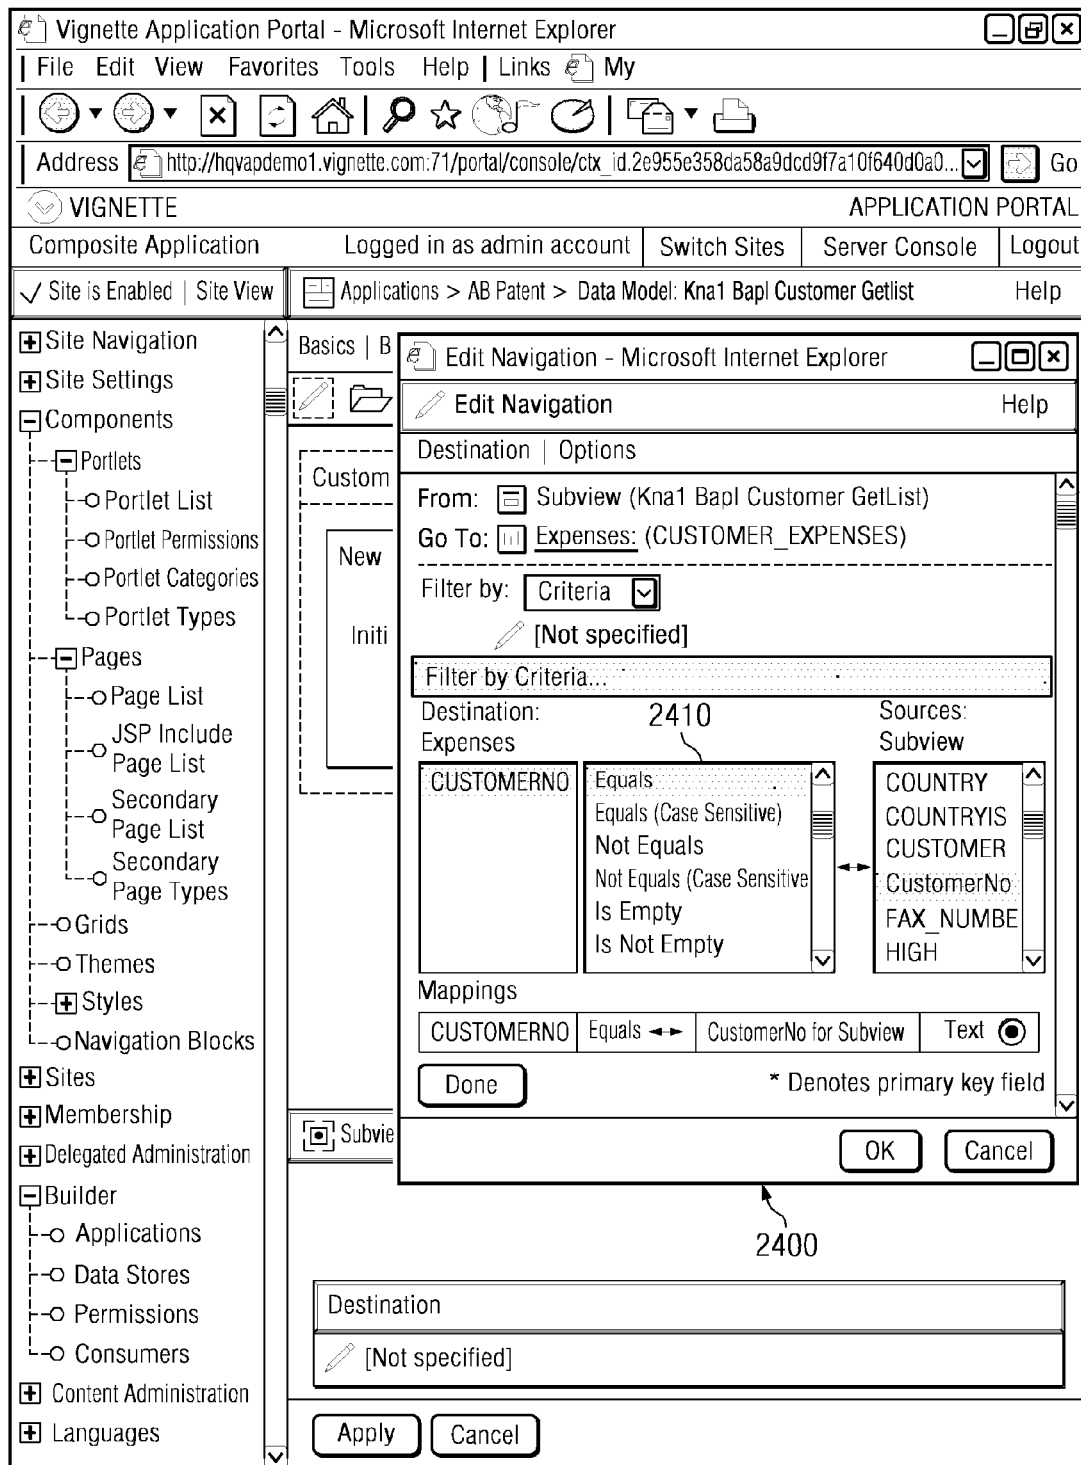 Vignette Application Portal - Microsoft Internet Explorer
File Edit View Favorites Tools Help | Links My
Address http://hqvapdemo1.vignette.com:71/portal/console/ctx_id.2e955e358da58a9dcd9f7a10f640d0a0... Go
VIGNETTE APPLICATION PORTAL
Composite Application Logged in as admin account Switch Sites Server Console Logout
Site is Enabled | Site View Applications > AB Patent > Data Model: Kna1 Bapl Customer Getlist Help
Site Navigation
Site Settings
Components
Portlets
Portlet List
Portlet Permissions
Portlet Categories
Portlet Types
Pages
Page List
JSP Include
Page List
Secondary
Page List
Secondary
Page Types
Grids
Themes
Styles
Navigation Blocks
Sites
Membership
Delegated Administration
Builder
Applications
Data Stores
Permissions
Consumers
Content Administration
Languages
Basics | B
Custom
New
Initi
Subvie
Edit Navigation - Microsoft Internet Explorer
Edit Navigation Help
Destination | Options
From: Subview (Kna1 Bapl Customer GetList)
Go To: Expenses: (CUSTOMER_EXPENSES)
Filter by: Criteria
[Not specified]
Filter by Criteria...
Destination: 2410 Sources:
Expenses Subview
CUSTOMERNO
Equals
Equals (Case Sensitive)
Not Equals
Not Equals (Case Sensitive
Is Empty
Is Not Empty
COUNTRY
COUNTRYIS
CUSTOMER
CustomerNo
FAX_NUMBE
HIGH
Mappings
CUSTOMERNO Equals CustomerNo for Subview Text
Done * Denotes primary key field
OK Cancel
2400
Destination
[Not specified]
Apply Cancel